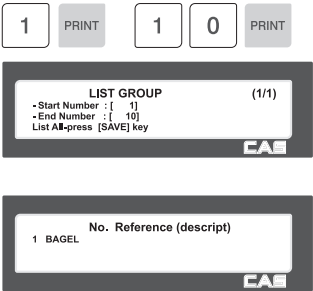 1 PRINT 1 0 PRINT
LIST GROUP (1/1)
- Start Number : [ 1]
- End Number : [ 10]
List All-press [SAVE] key
CAS
No. Reference (descript)
1 BAGEL
CAS